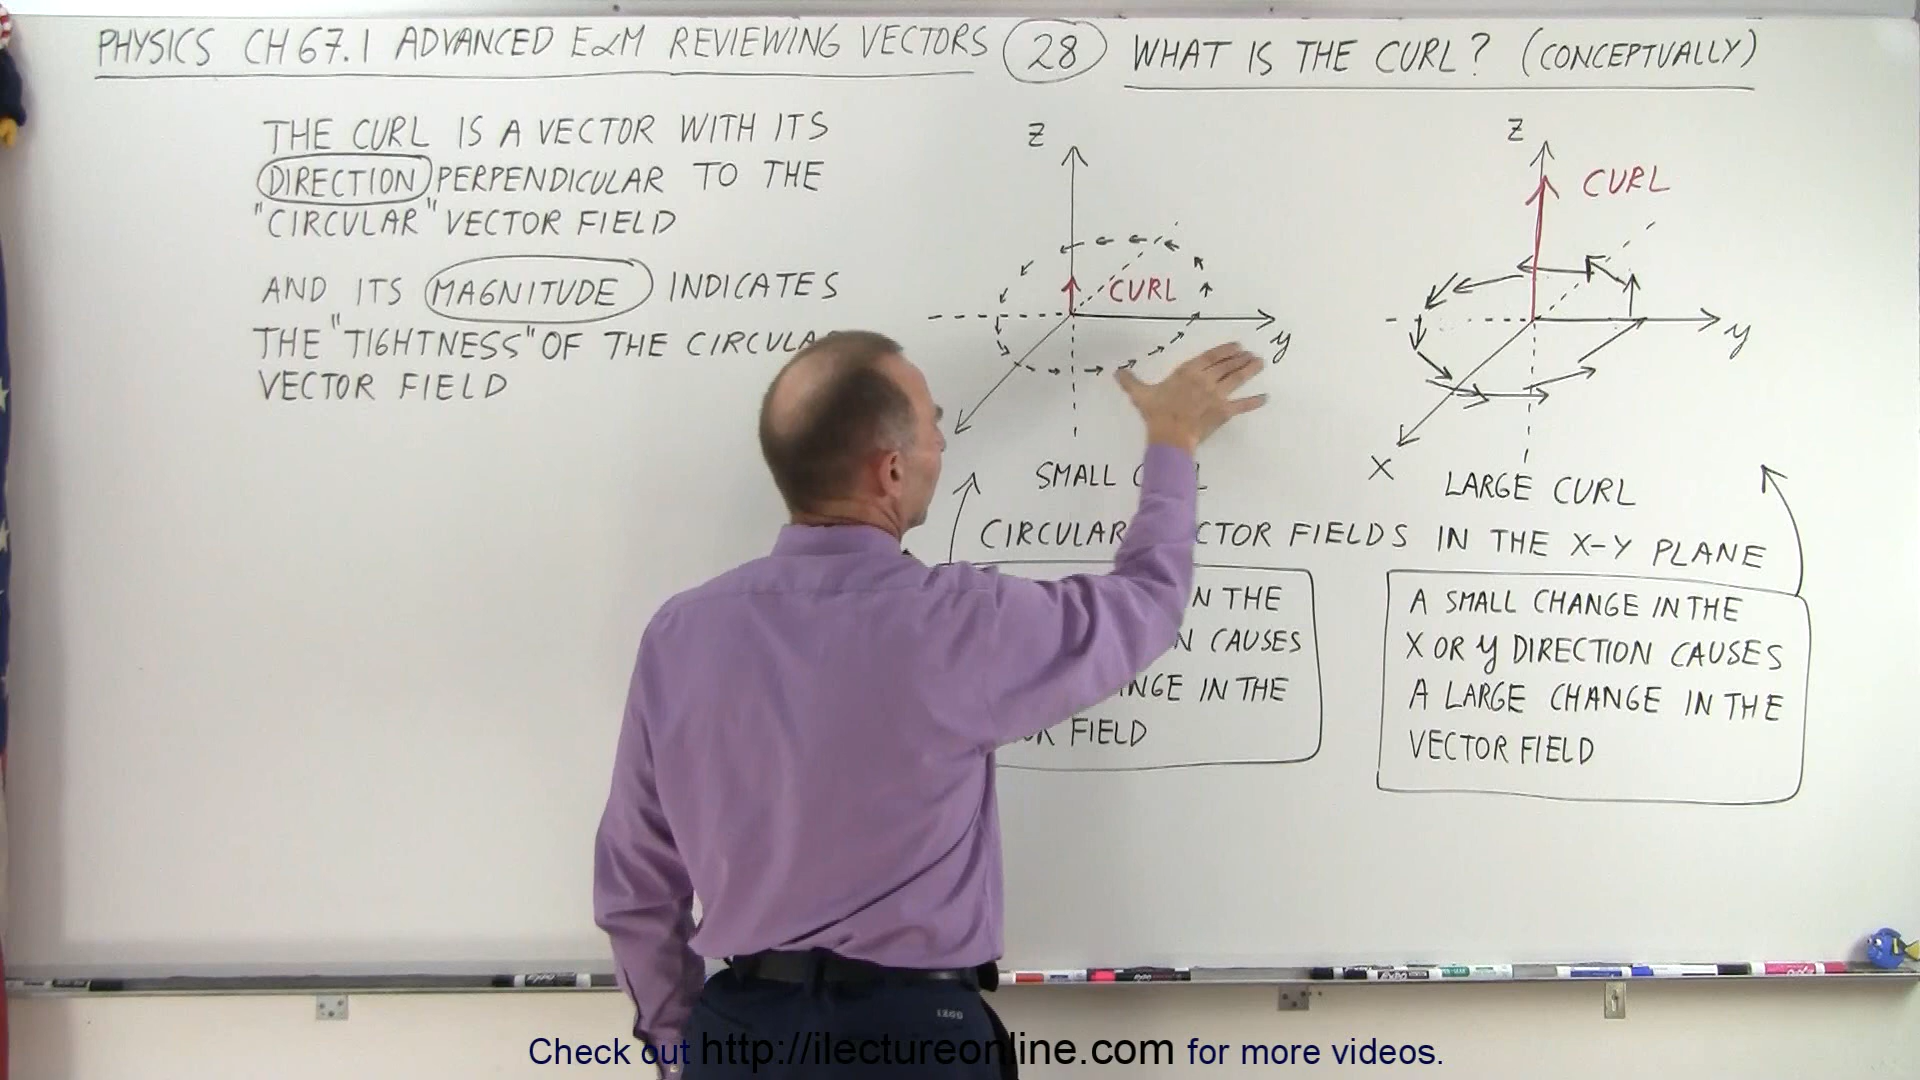 PHYSICS CH 67.1 ADVANCED E&M REVIEWING VECTORS 28 WHAT IS THE CURL? (CONCEPTUALLY)
THE CURL IS A VECTOR WITH ITS
DIRECTION PERPENDICULAR TO THE
"CIRCULAR" VECTOR FIELD
AND ITS MAGNITUDE INDICATES
THE "TIGHTNESS" OF THE CIRCULA
VECTOR FIELD
Z
CURL
y
SMALL
Z
CURL
y
X
LARGE CURL
CIRCULAR FIELDS IN THE X-Y PLANE
IN THE
CAUSES
IN THE
FIELD
A SMALL CHANGE IN THE
X OR y DIRECTION CAUSES
A LARGE CHANGE IN THE
VECTOR FIELD
IZOD
Check out http://ilectureonline.com for more videos.